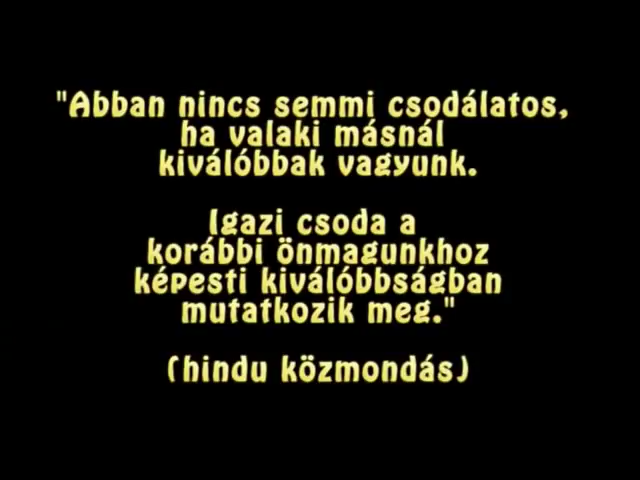 "Abban nincs semmi csodálatos,
ha valaki másnál
kiválóbbak vagyunk.
Igazi csoda a
korábbi önmagunkhoz
képesti kiválóbbságban
mutatkozik meg."
(hindu közmondás)